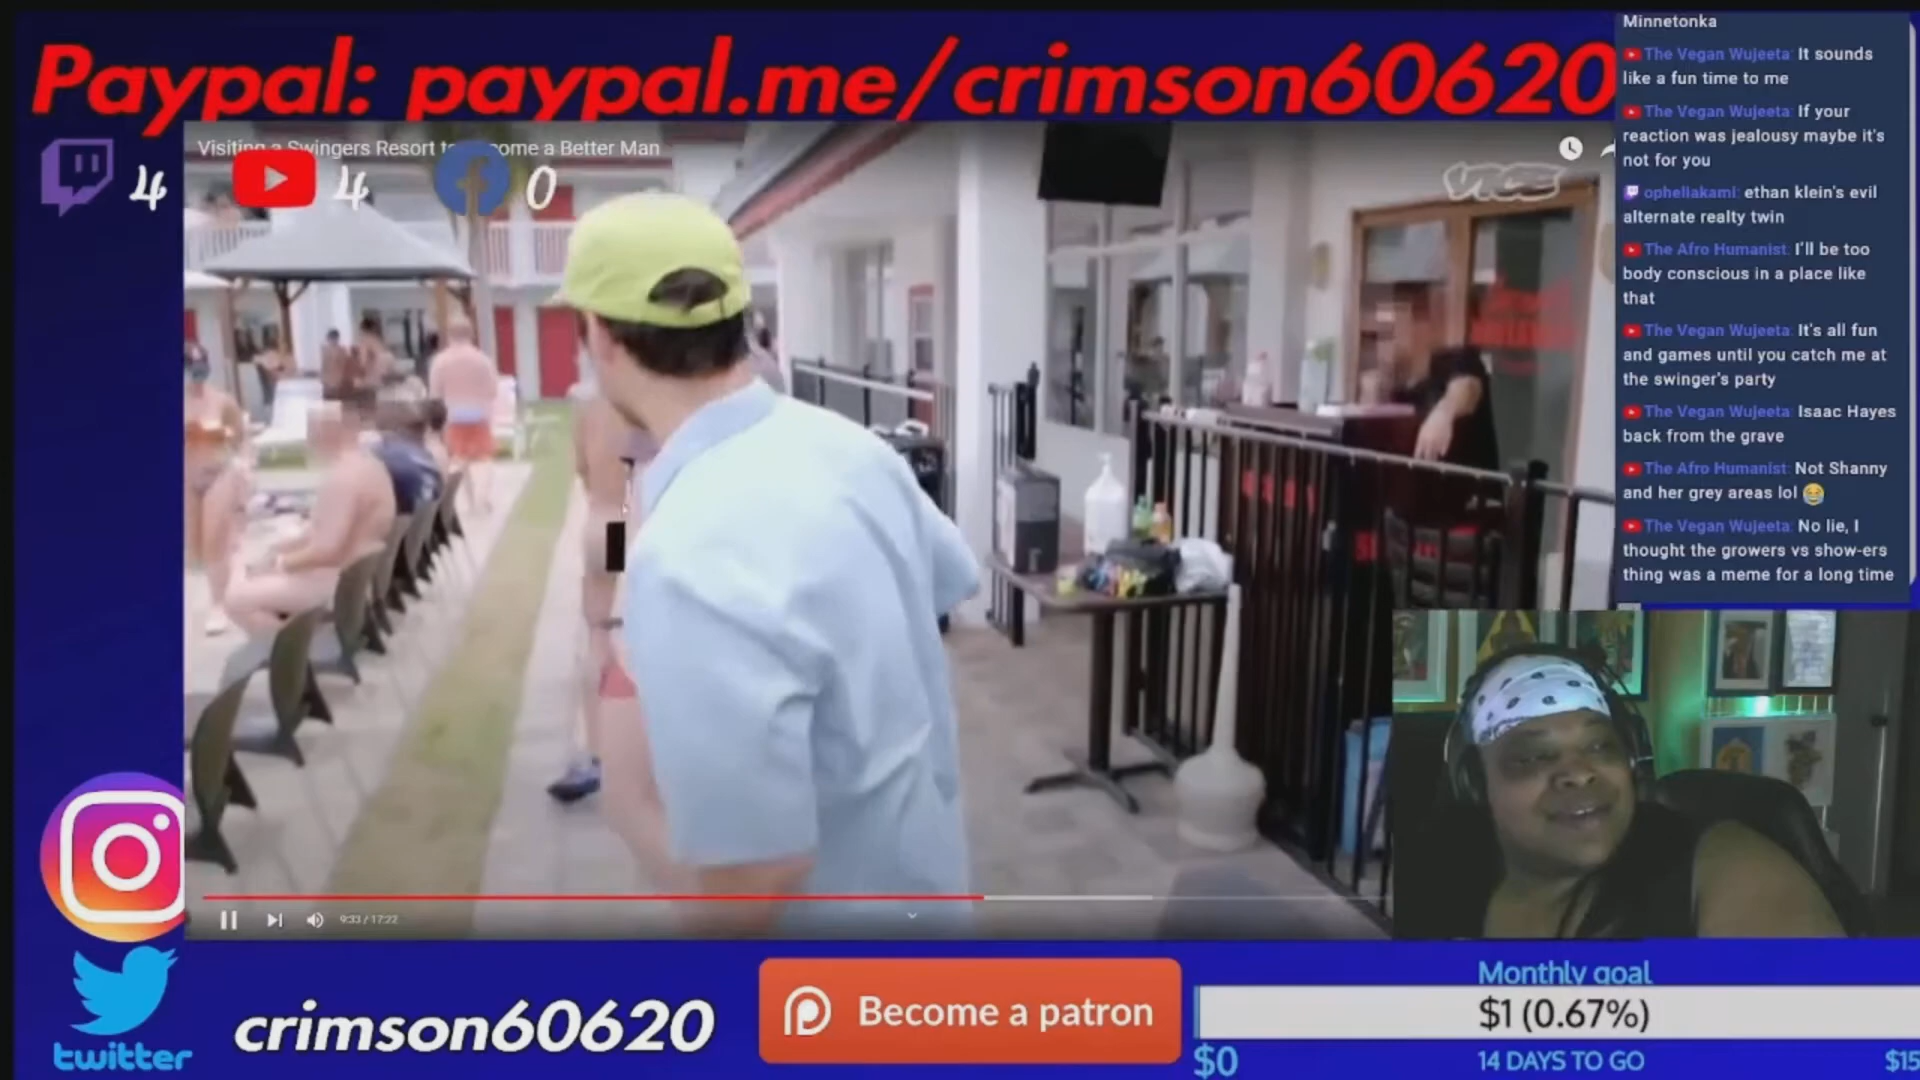 Paypal: paypal.me/crimson60620
4
4
0
Visiting a Swingers Resort to Become a Better Man
VICE
Minnetonka
The Vegan Wujeeta: It sounds
like a fun time to me
The Vegan Wujeeta: If your
reaction was jealousy maybe it's
not for you
opheliakami: ethan klein's evil
alternate realty twin
The Afro Humanist: I'll be too
body conscious in a place like
that
The Vegan Wujeeta: It's all fun
and games until you catch me at
the swinger's party
The Vegan Wujeeta: Isaac Hayes
back from the grave
The Afro Humanist: Not Shanny
and her grey areas lol 😂
The Vegan Wujeeta: No lie, I
thought the growers vs show-ers
thing was a meme for a long time
9:33 / 17:22
twitter
crimson60620
Become a patron
Monthly goal
$1 (0.67%)
$0
14 DAYS TO GO
$15